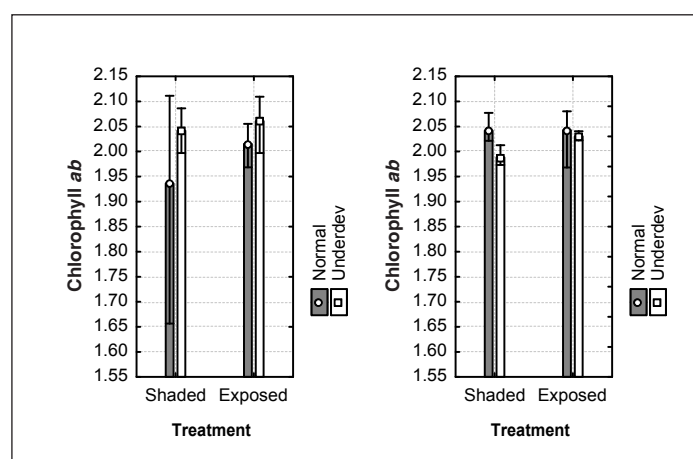 2.15
2.10
2.05
2.00
1.95
1.90
1.85
1.80
1.75
1.70
1.65
1.60
1.55
Chlorophyll ab
Shaded Exposed
Treatment
Normal
Underdev
2.15
2.10
2.05
2.00
1.95
1.90
1.85
1.80
1.75
1.70
1.65
1.60
1.55
Chlorophyll ab
Shaded Exposed
Treatment
Normal
Underdev